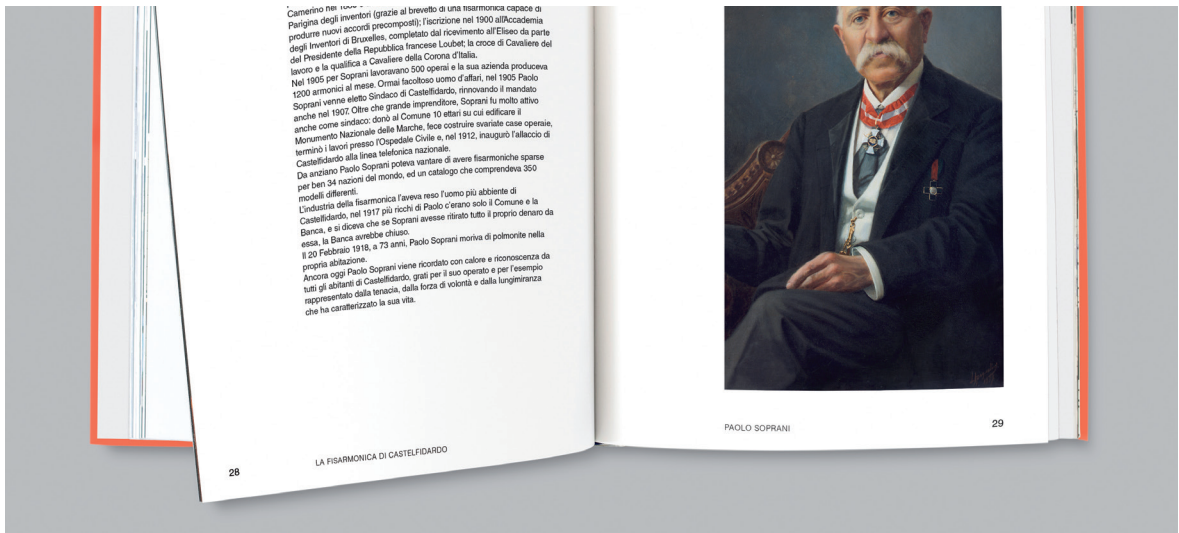 Camerino nel
Parigina degli inventori (grazie al brevetto di una fisarmonica capace di
produrre nuovi accordi precomposti); l'iscrizione nel 1900 all'Accademia
degli Inventori di Bruxelles, completato dal ricevimento all'Eliseo da parte
del Presidente della Repubblica francese Loubet; la croce di Cavaliere del
lavoro e la qualifica a Cavaliere della Corona d'Italia.
Nel 1905 per Soprani lavoravano 500 operai e la sua azienda produceva
1200 armonici al mese. Ormai facoltoso uomo d'affari, nel 1905 Paolo
Soprani venne eletto Sindaco di Castelfidardo, rinnovando il mandato
anche nel 1907. Oltre che grande imprenditore, Soprani fu molto attivo
anche come sindaco: donò al Comune 10 ettari su cui edificare il
Monumento Nazionale delle Marche, fece costruire svariate case operaie,
terminò i lavori presso l'Ospedale Civile e, nel 1912, inaugurò l'allaccio di
Castelfidardo alla linea telefonica nazionale.
Da anziano Paolo Soprani poteva vantare di avere fisarmoniche sparse
per ben 34 nazioni del mondo, ed un catalogo che comprendeva 350
modelli differenti.
L'industria della fisarmonica l'aveva reso l'uomo più abbiente di
Castelfidardo, nel 1917 più ricchi di Paolo c'erano solo il Comune e la
Banca, e si diceva che se Soprani avesse ritirato tutto il proprio denaro da
essa, la Banca avrebbe chiuso.
Il 20 Febbraio 1918, a 73 anni, Paolo Soprani moriva di polmonite nella
propria abitazione.
Ancora oggi Paolo Soprani viene ricordato con calore e riconoscenza da
tutti gli abitanti di Castelfidardo, grati per il suo operato e per l'esempio
rappresentato dalla tenacia, dalla forza di volontà e dalla lungimiranza
che ha caratterizzato la sua vita.
28
LA FISARMONICA DI CASTELFIDARDO
PAOLO SOPRANI
29